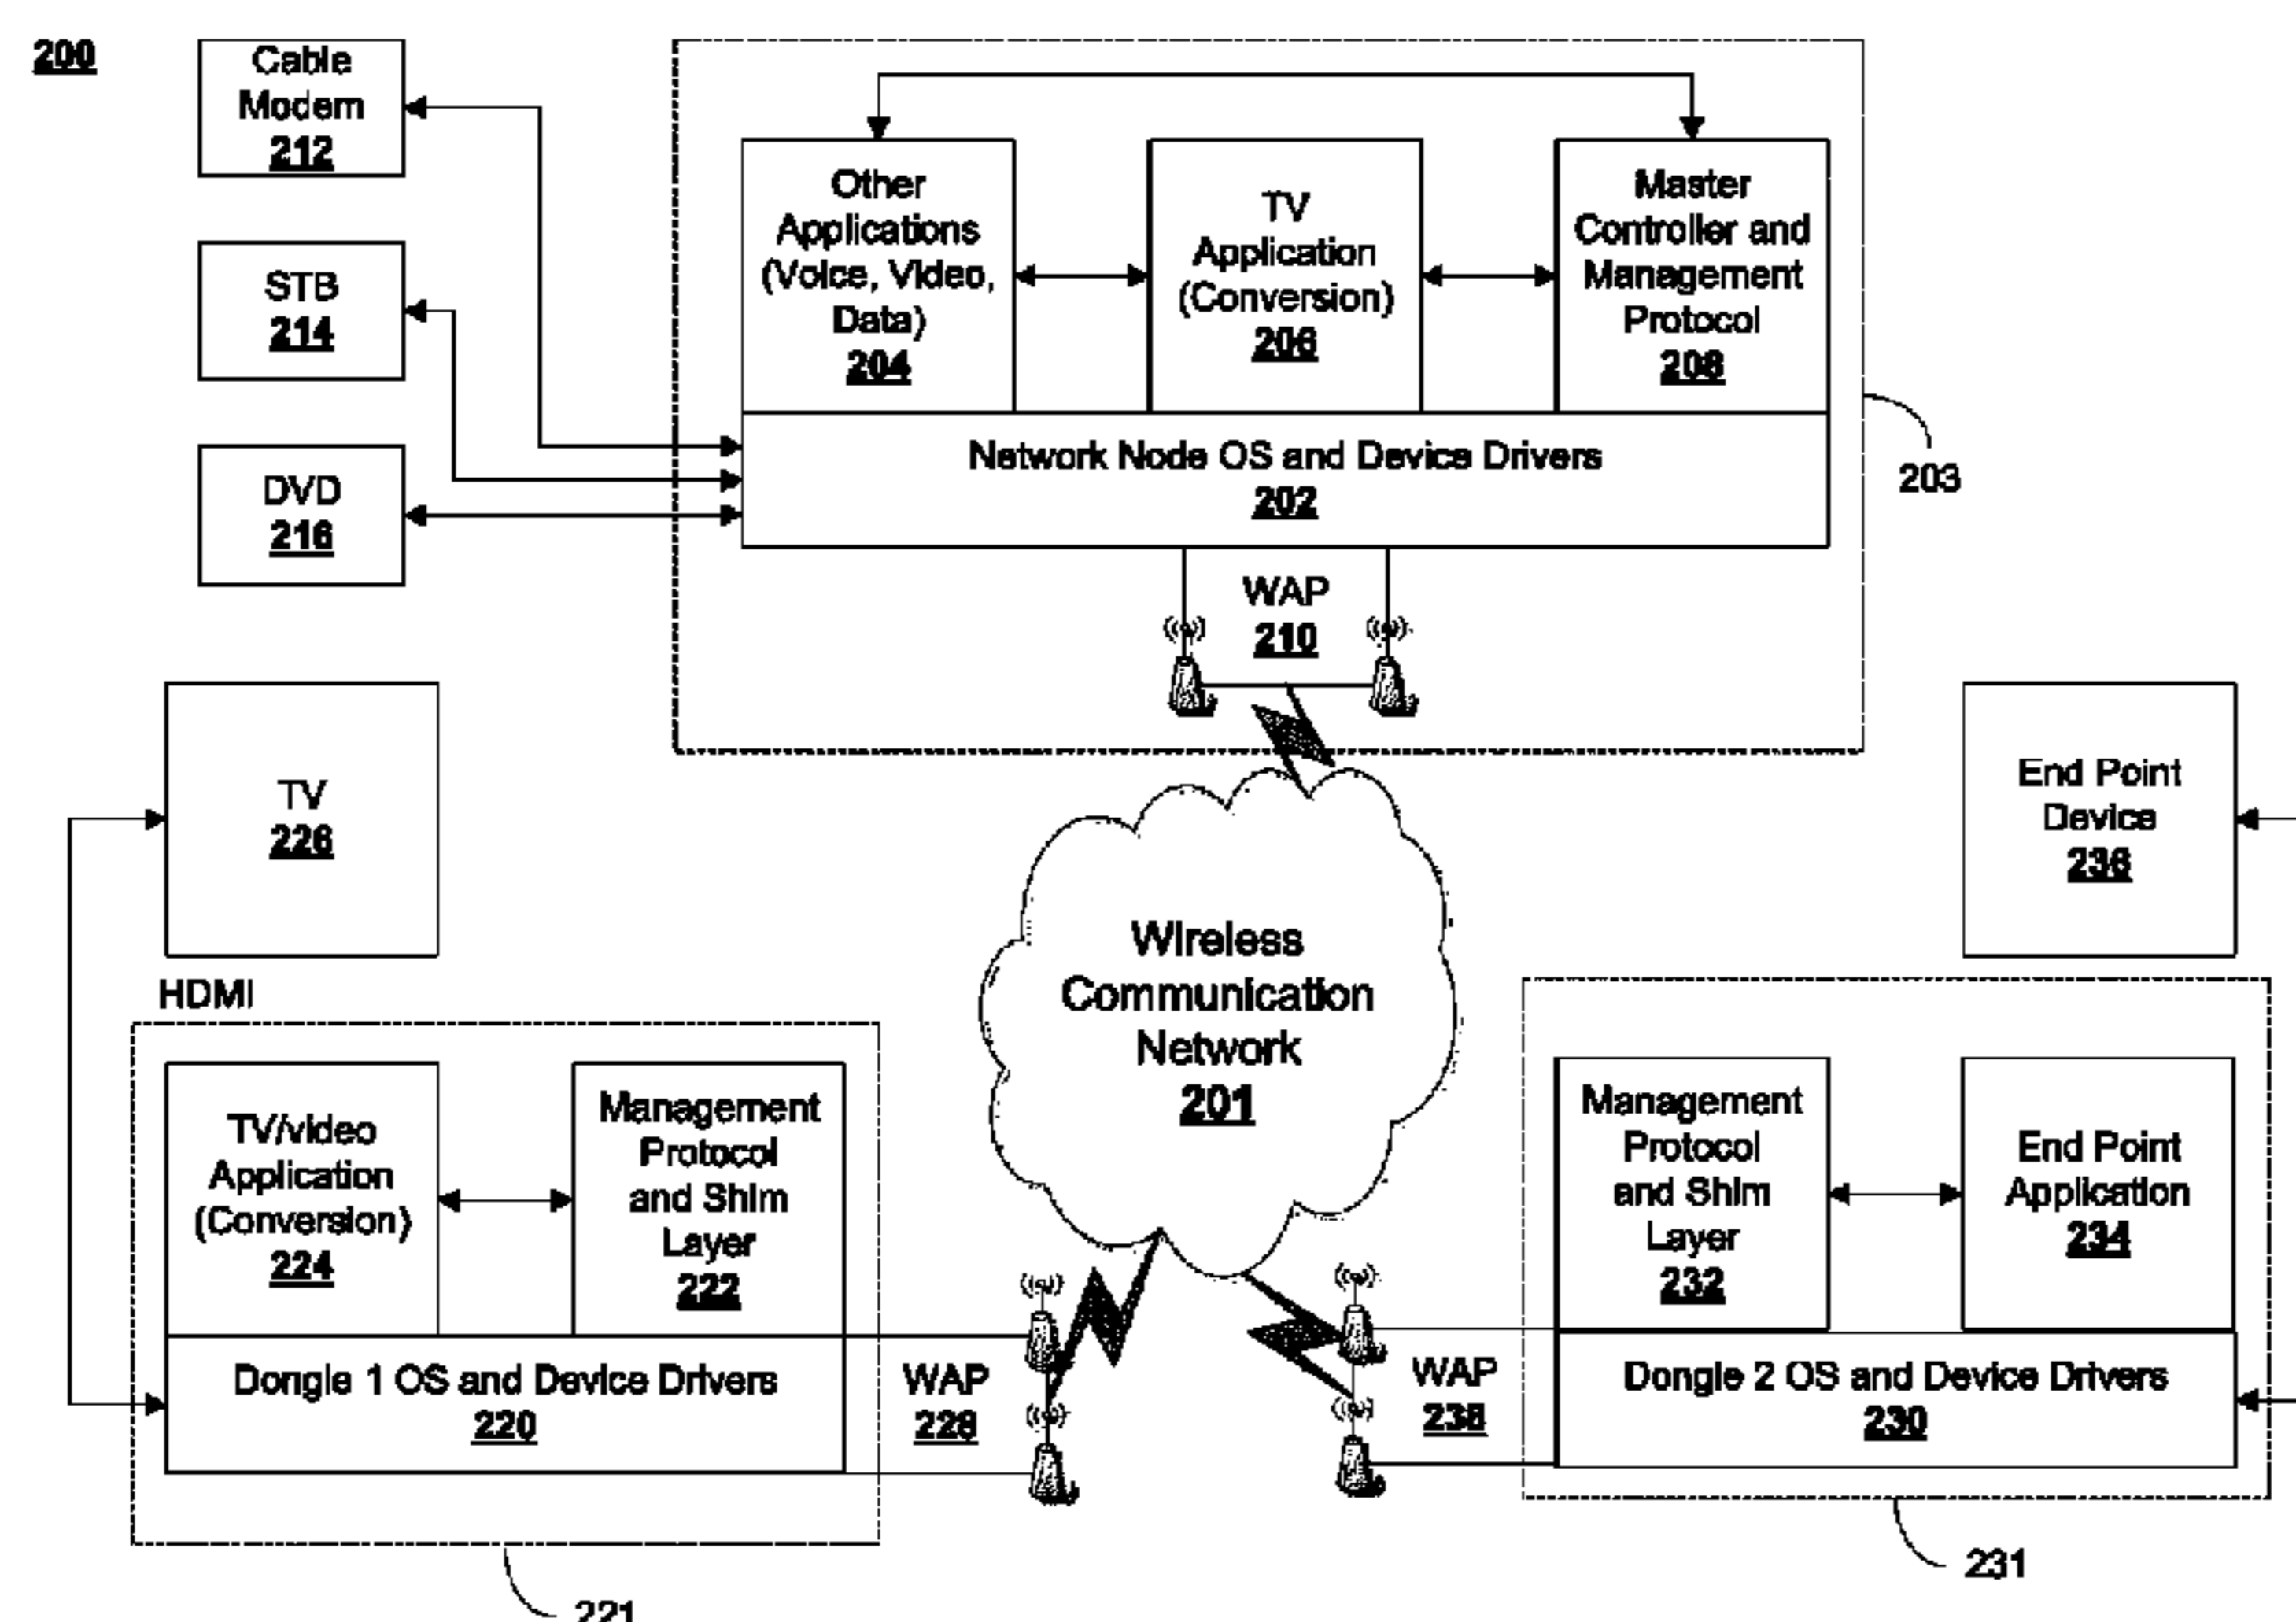 200
Cable
Modem
212
STB
214
DVD
216
Other
Applications
(Voice, Video,
Data)
204
TV
Application
(Conversion)
206
Master
Controller and
Management
Protocol
208
Network Node OS and Device Drivers
202
203
WAP
210
TV
226
End Point
Device
236
Wireless
Communication
Network
201
HDMI
TV/video
Application
(Conversion)
224
Management
Protocol
and Shim
Layer
222
Dongle 1 OS and Device Drivers
220
WAP
228
221
WAP
238
Management
Protocol
and Shim
Layer
232
End Point
Application
234
Dongle 2 OS and Device Drivers
230
231